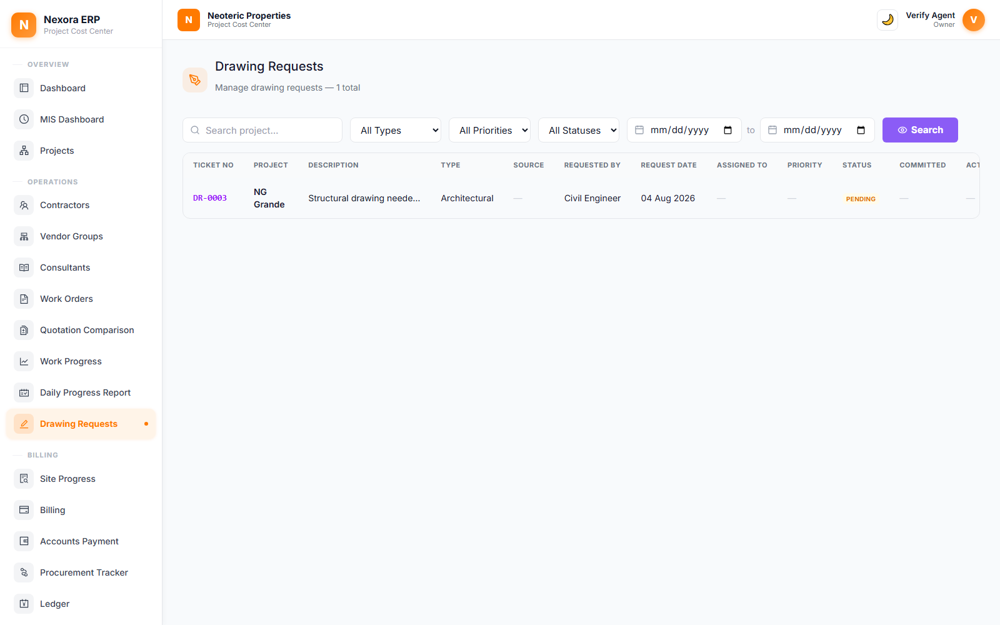 N
Nexora ERP
Project Cost Center
OVERVIEW
Dashboard
MIS Dashboard
Projects
OPERATIONS
Contractors
Vendor Groups
Consultants
Work Orders
Quotation Comparison
Work Progress
Daily Progress Report
Drawing Requests
BILLING
Site Progress
Billing
Accounts Payment
Procurement Tracker
Ledger
N
Neoteric Properties
Project Cost Center
Verify Agent
Owner
V
Drawing Requests
Manage drawing requests — 1 total
Search project... All Types All Priorities All Statuses mm/dd/yyyy to mm/dd/yyyy Search
TICKET NO PROJECT DESCRIPTION TYPE SOURCE REQUESTED BY REQUEST DATE ASSIGNED TO PRIORITY STATUS COMMITTED ACT
DR-0003 NG Grande Structural drawing neede... Architectural — Civil Engineer 04 Aug 2026 — — PENDING — —